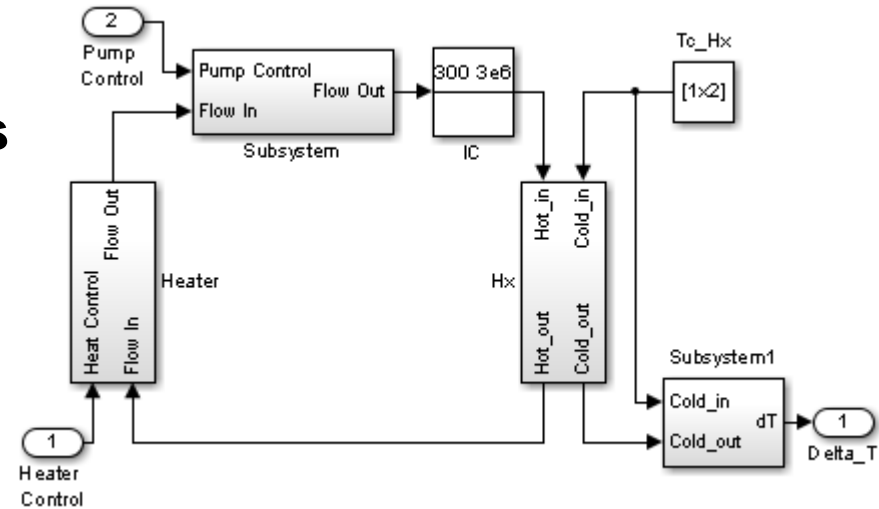 2
Pump
Control
s
Pump Control
Flow In
Flow Out
Subsystem
300 3e6
IC
Tc_Hx
[1x2]
Flow Out
Heat Control
Flow In
Heater
Hot_in
Cold_in
Hx
Hot_out
Cold_out
Subsystem1
Cold_in
Cold_out
dT
1
Delta_T
1
Heater
Control